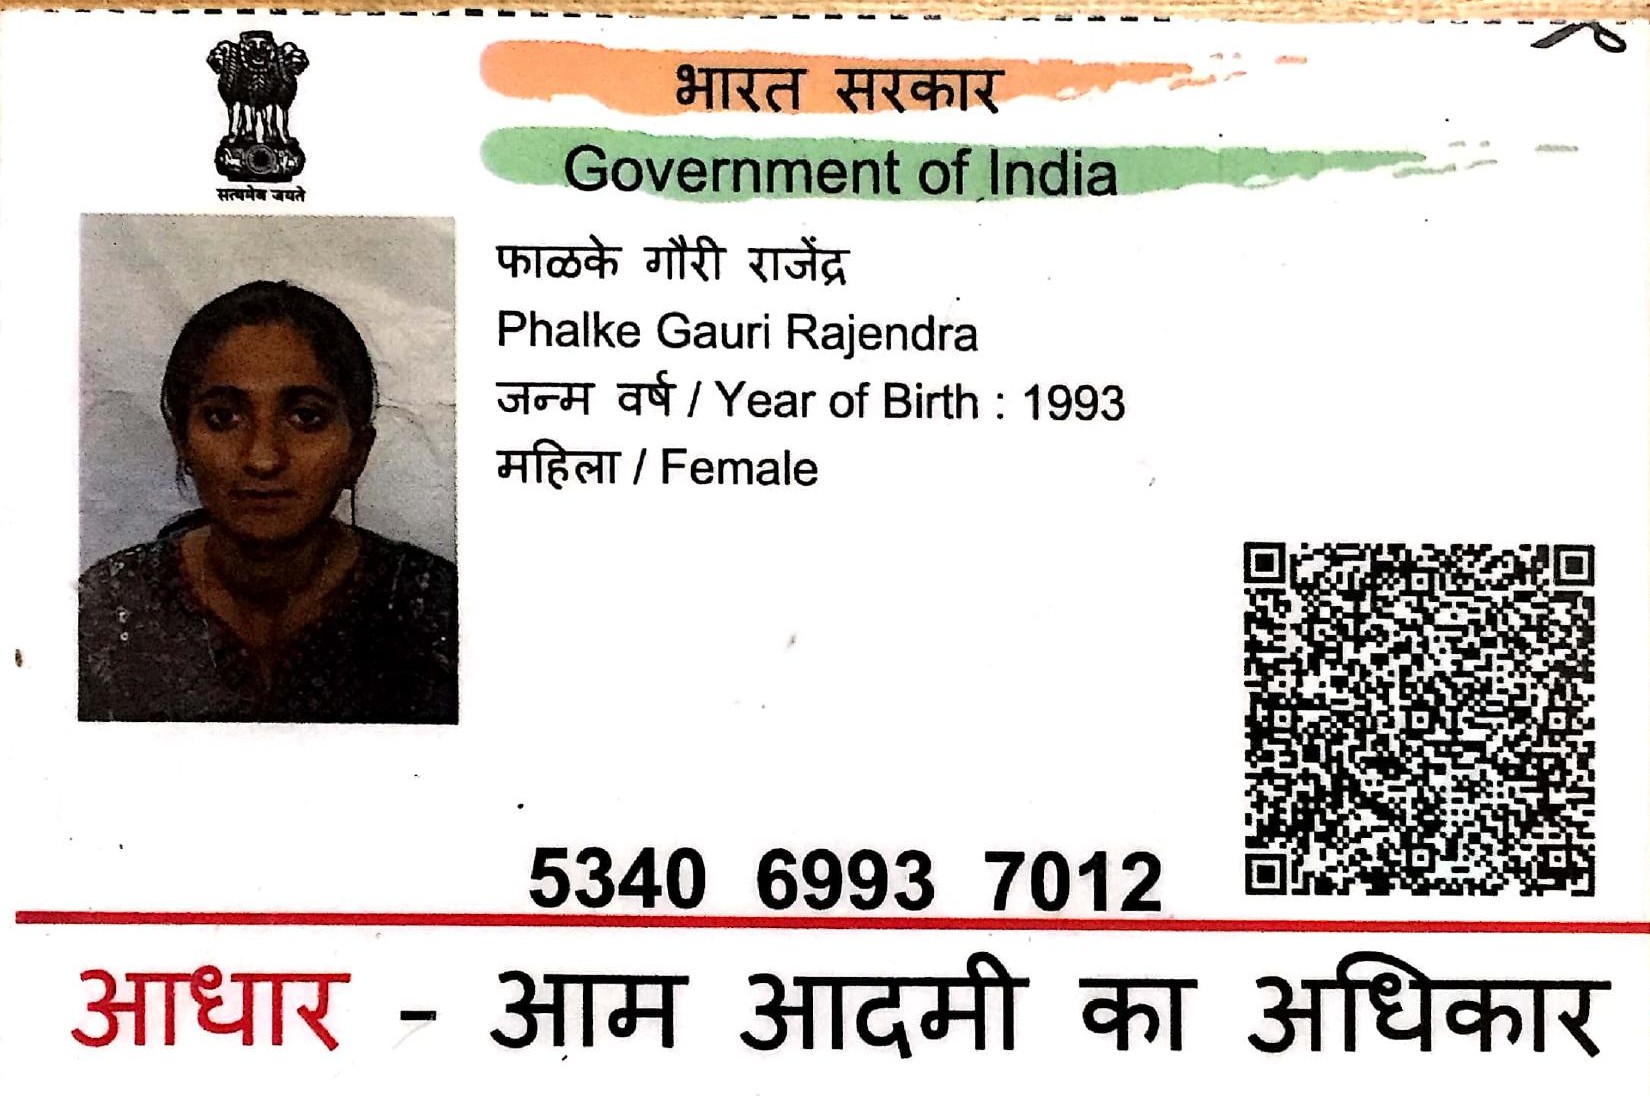 सत्यमेव जयते
भारत सरकार
Government of India
फाळके गौरी राजेंद्र
Phalke Gauri Rajendra
जन्म वर्ष / Year of Birth : 1993
महिला / Female
5340 6993 7012
आधार - आम आदमी का अधिकार